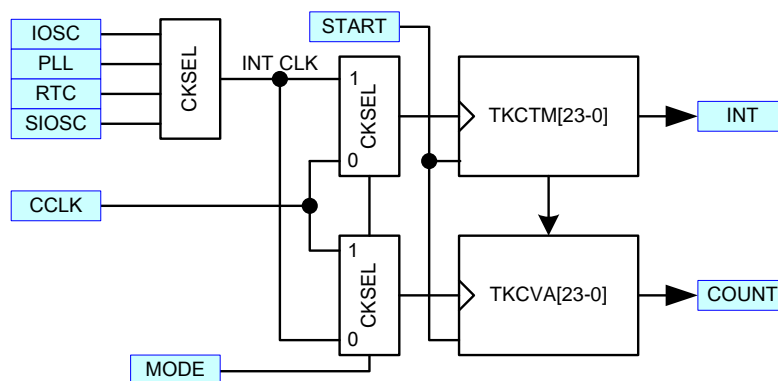 IOSC
PLL
RTC
SIOSC
CKSEL
INT CLK
START
1
CKSEL
0
TKCTM[23-0]
INT
CCLK
1
CKSEL
0
TKCVA[23-0]
COUNT
MODE